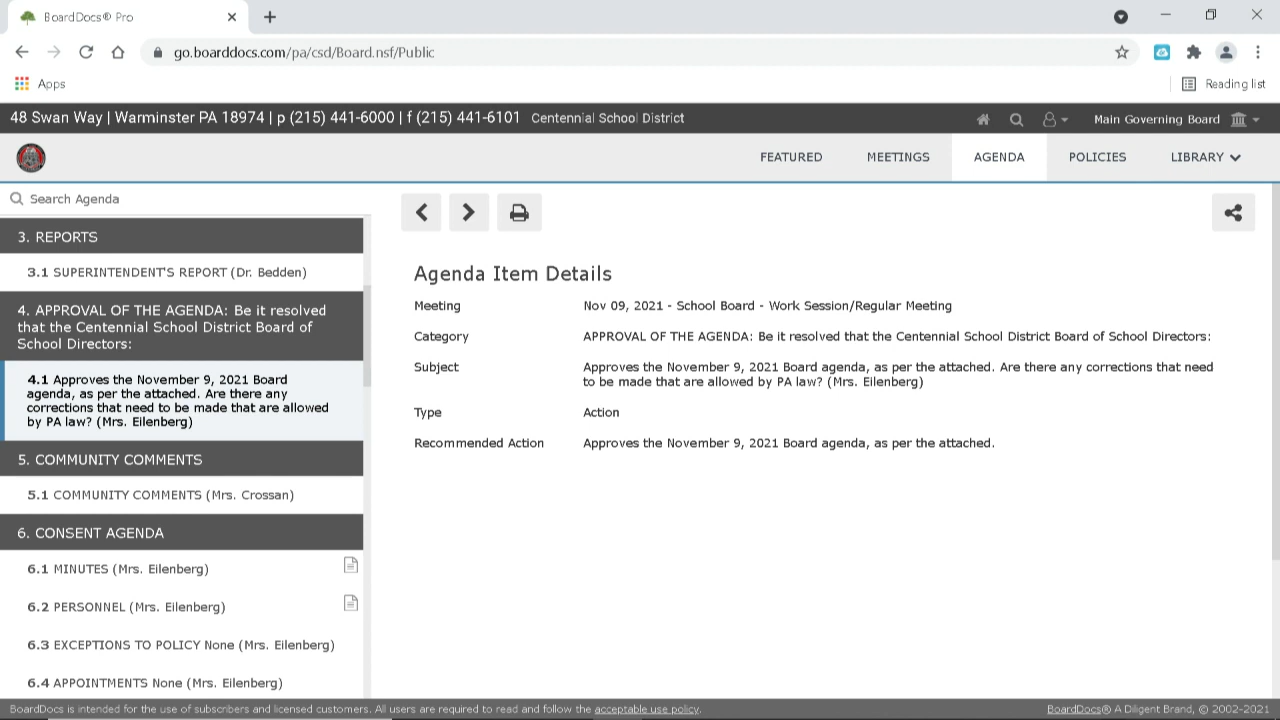 BoardDocs® Pro
go.boarddocs.com/pa/csd/Board.nsf/Public
Apps
Reading list
48 Swan Way | Warminster PA 18974 | p (215) 441-6000 | f (215) 441-6101 Centennial School District
Main Governing Board
FEATURED MEETINGS AGENDA POLICIES LIBRARY
Search Agenda
3. REPORTS
3.1 SUPERINTENDENT'S REPORT (Dr. Bedden)
4. APPROVAL OF THE AGENDA: Be it resolved
that the Centennial School District Board of
School Directors:
4.1 Approves the November 9, 2021 Board
agenda, as per the attached. Are there any
corrections that need to be made that are allowed
by PA law? (Mrs. Eilenberg)
5. COMMUNITY COMMENTS
5.1 COMMUNITY COMMENTS (Mrs. Crossan)
6. CONSENT AGENDA
6.1 MINUTES (Mrs. Eilenberg)
6.2 PERSONNEL (Mrs. Eilenberg)
6.3 EXCEPTIONS TO POLICY None (Mrs. Eilenberg)
6.4 APPOINTMENTS None (Mrs. Eilenberg)
Agenda Item Details
Meeting Nov 09, 2021 - School Board - Work Session/Regular Meeting
Category APPROVAL OF THE AGENDA: Be it resolved that the Centennial School District Board of School Directors:
Subject Approves the November 9, 2021 Board agenda, as per the attached. Are there any corrections that need
to be made that are allowed by PA law? (Mrs. Eilenberg)
Type Action
Recommended Action Approves the November 9, 2021 Board agenda, as per the attached.
BoardDocs is intended for the use of subscribers and licensed customers. All users are required to read and follow the acceptable use policy.
BoardDocs® A Diligent Brand, © 2002-2021